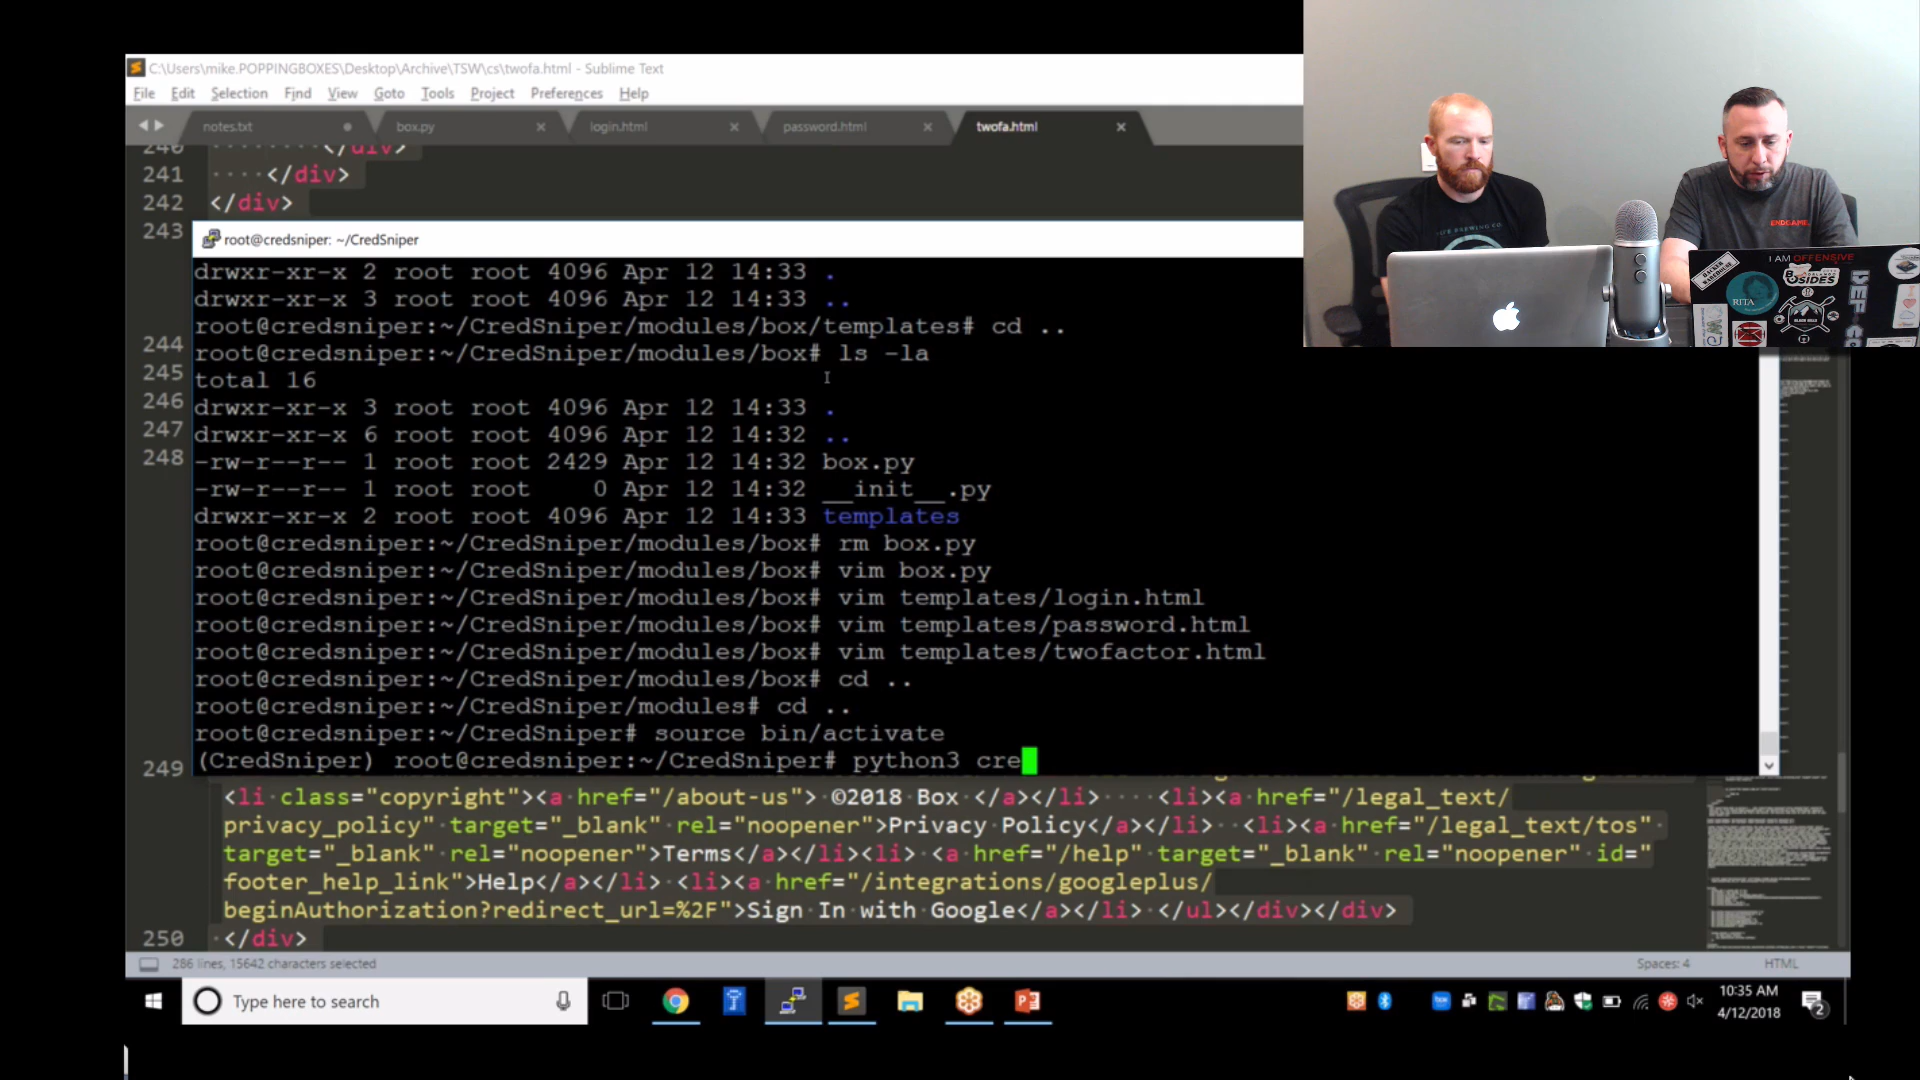 C:\Users\mike.POPPINGBOXES\Desktop\Archive\TSW\cs\twofa.html - Sublime Text
File Edit Selection Find View Goto Tools Project Preferences Help
notes.txt box.py login.html password.html twofa.html
240 ········</div>
241 ····</div>
242 </div>
243
root@credsniper: ~/CredSniper
drwxr-xr-x 2 root root 4096 Apr 12 14:33 .
drwxr-xr-x 3 root root 4096 Apr 12 14:33 ..
root@credsniper:~/CredSniper/modules/box/templates# cd ..
root@credsniper:~/CredSniper/modules/box# ls -la
total 16
drwxr-xr-x 3 root root 4096 Apr 12 14:33 .
drwxr-xr-x 6 root root 4096 Apr 12 14:32 ..
-rw-r--r-- 1 root root 2429 Apr 12 14:32 box.py
-rw-r--r-- 1 root root    0 Apr 12 14:32 __init__.py
drwxr-xr-x 2 root root 4096 Apr 12 14:33 templates
root@credsniper:~/CredSniper/modules/box# rm box.py
root@credsniper:~/CredSniper/modules/box# vim box.py
root@credsniper:~/CredSniper/modules/box# vim templates/login.html
root@credsniper:~/CredSniper/modules/box# vim templates/password.html
root@credsniper:~/CredSniper/modules/box# vim templates/twofactor.html
root@credsniper:~/CredSniper/modules/box# cd ..
root@credsniper:~/CredSniper/modules# cd ..
root@credsniper:~/CredSniper# source bin/activate
(CredSniper) root@credsniper:~/CredSniper# python3 cre
244
245
246
247
248
249
<li class="copyright"><a href="/about-us"> ©2018 Box </a></li>····<li><a href="/legal_text/
privacy_policy" target="_blank" rel="noopener">Privacy Policy</a></li>··<li><a href="/legal_text/tos"
target="_blank" rel="noopener">Terms</a></li><li> <a href="/help" target="_blank" rel="noopener" id="
footer_help_link">Help</a></li> <li><a href="/integrations/googleplus/
beginAuthorization?redirect_url=%2F">Sign In with Google</a></li> </ul></div></div>
250 </div>
286 lines, 15642 characters selected
Spaces: 4
HTML
Type here to search
10:35 AM
4/12/2018
2
ENDGAME.
I AM OFFENSIVE
HACKER WAREHOUSE
RITA
BSIDES
ORLANDO
DEF CO